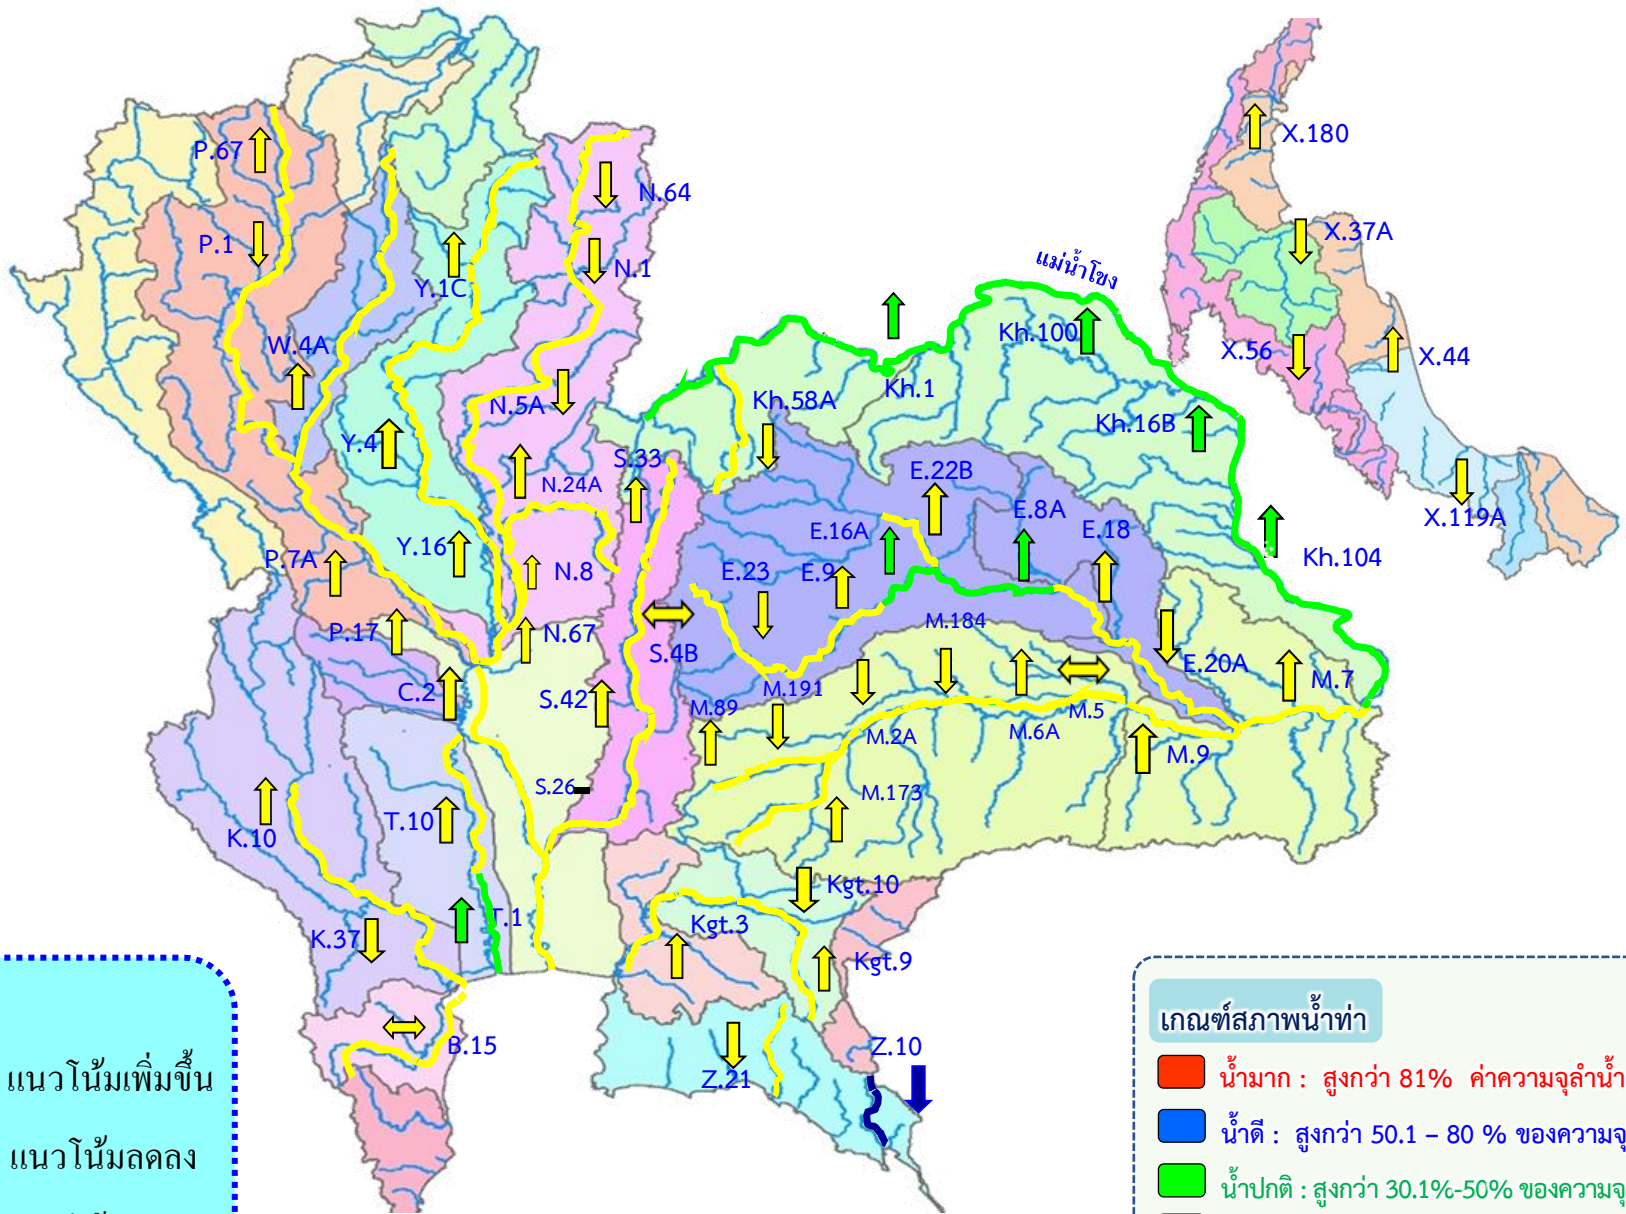 P.67
P.1
W.4A
Y.1C
N.64
N.1
N.5A
Y.4
N.24A
S.33
Y.16
N.8
P.7A
P.17
N.67
C.2
S.42
S.4B
S.26
K.10
T.10
T.1
K.37
B.15
แม่น้ำโขง
Kh.58A
Kh.1
Kh.100
Kh.16B
Kh.104
E.22B
E.16A
E.8A
E.18
E.23
E.9
E.20A
M.184
M.191
M.89
M.2A
M.6A
M.5
M.7
M.9
M.173
Kgt.10
Kgt.3
Kgt.9
Z.21
Z.10
X.180
X.37A
X.56
X.44
X.119A
แนวโน้มเพิ่มขึ้น
แนวโน้มลดลง
เกณฑ์สภาพน้ำท่า
น้ำมาก : สูงกว่า 81% ค่าความจุลำน้ำ
น้ำดี : สูงกว่า 50.1 – 80 % ของความจุ
น้ำปกติ : สูงกว่า 30.1%-50% ของความจุ